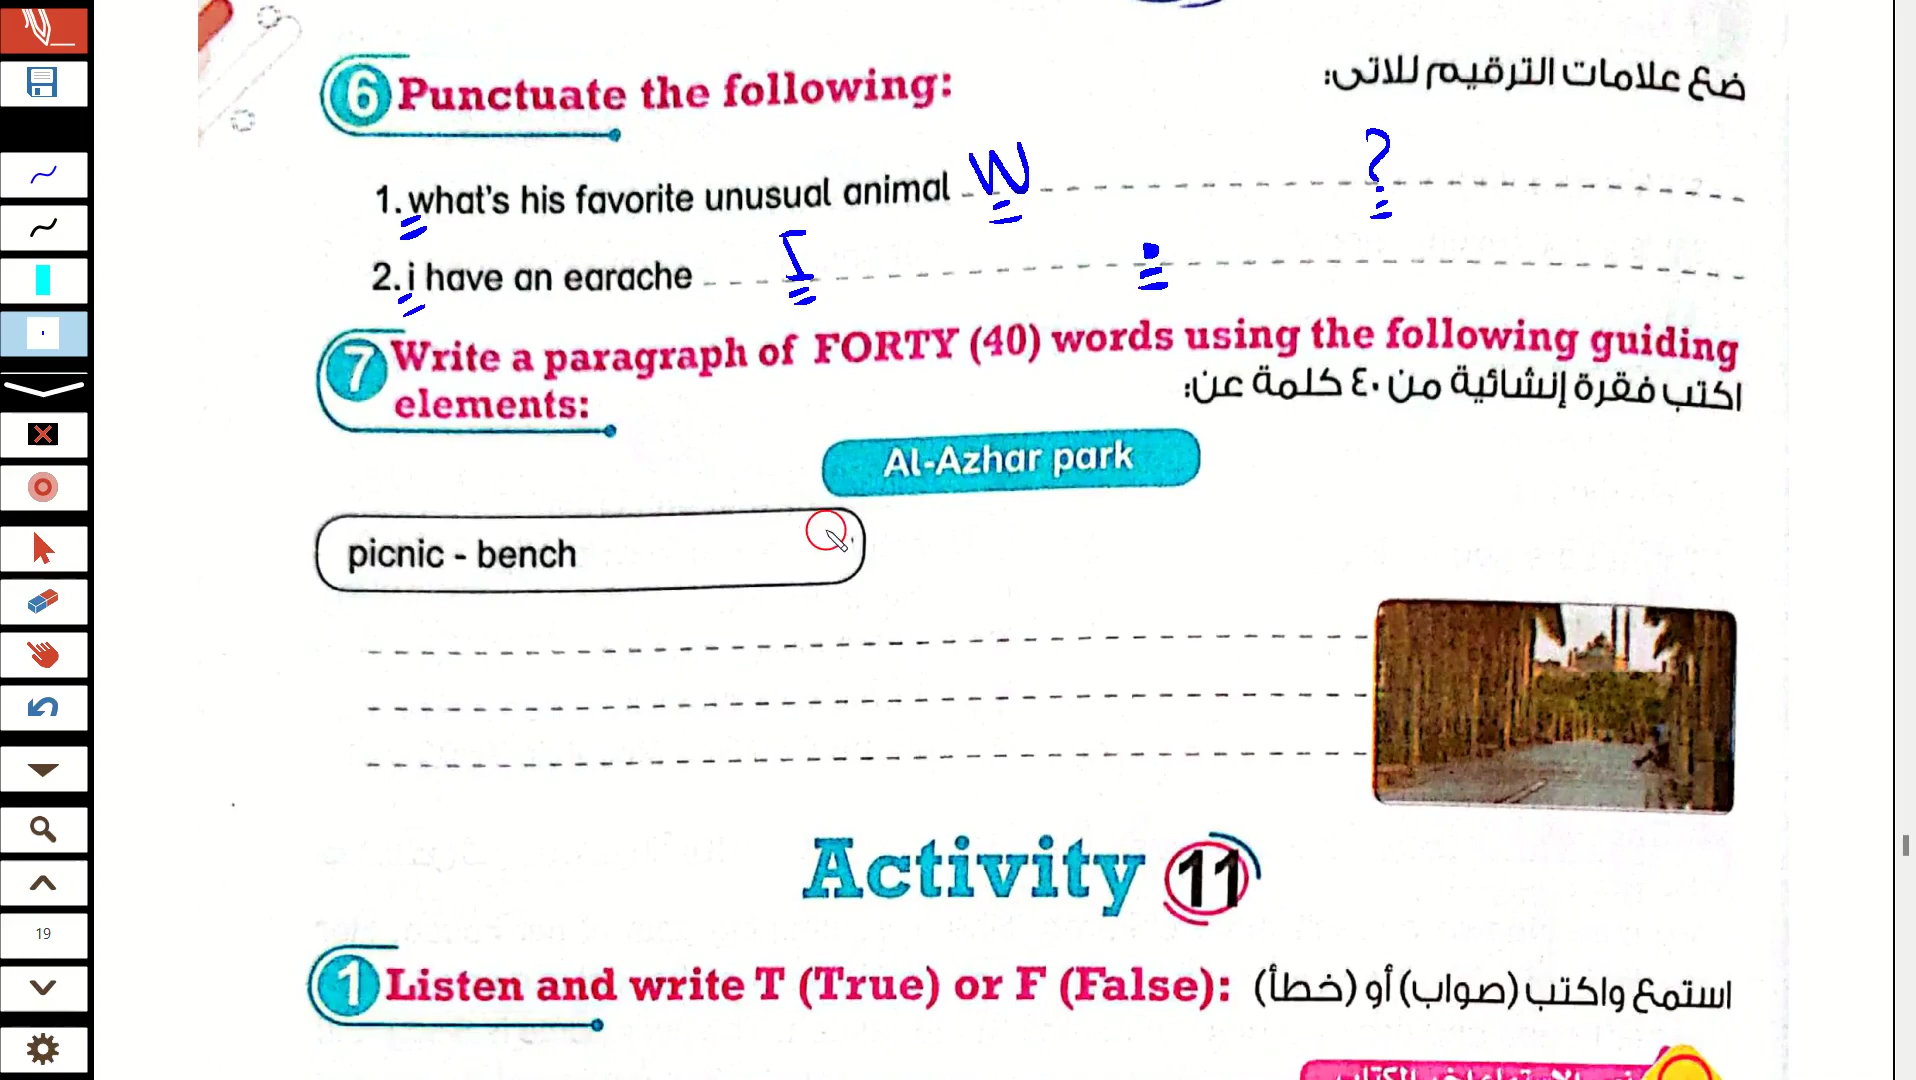 6 Punctuate the following:
ضع علامات الترقيم للاتى:
1. what's his favorite unusual animal W ?
2. i have an earache I .
7 Write a paragraph of FORTY (40) words using the following guiding
elements:
اكتب فقرة إنشائية من ٤٠ كلمة عن:
Al-Azhar park
picnic - bench
Activity 11
1 Listen and write T (True) or F (False):
استمع واكتب (صواب) أو (خطأ)
19